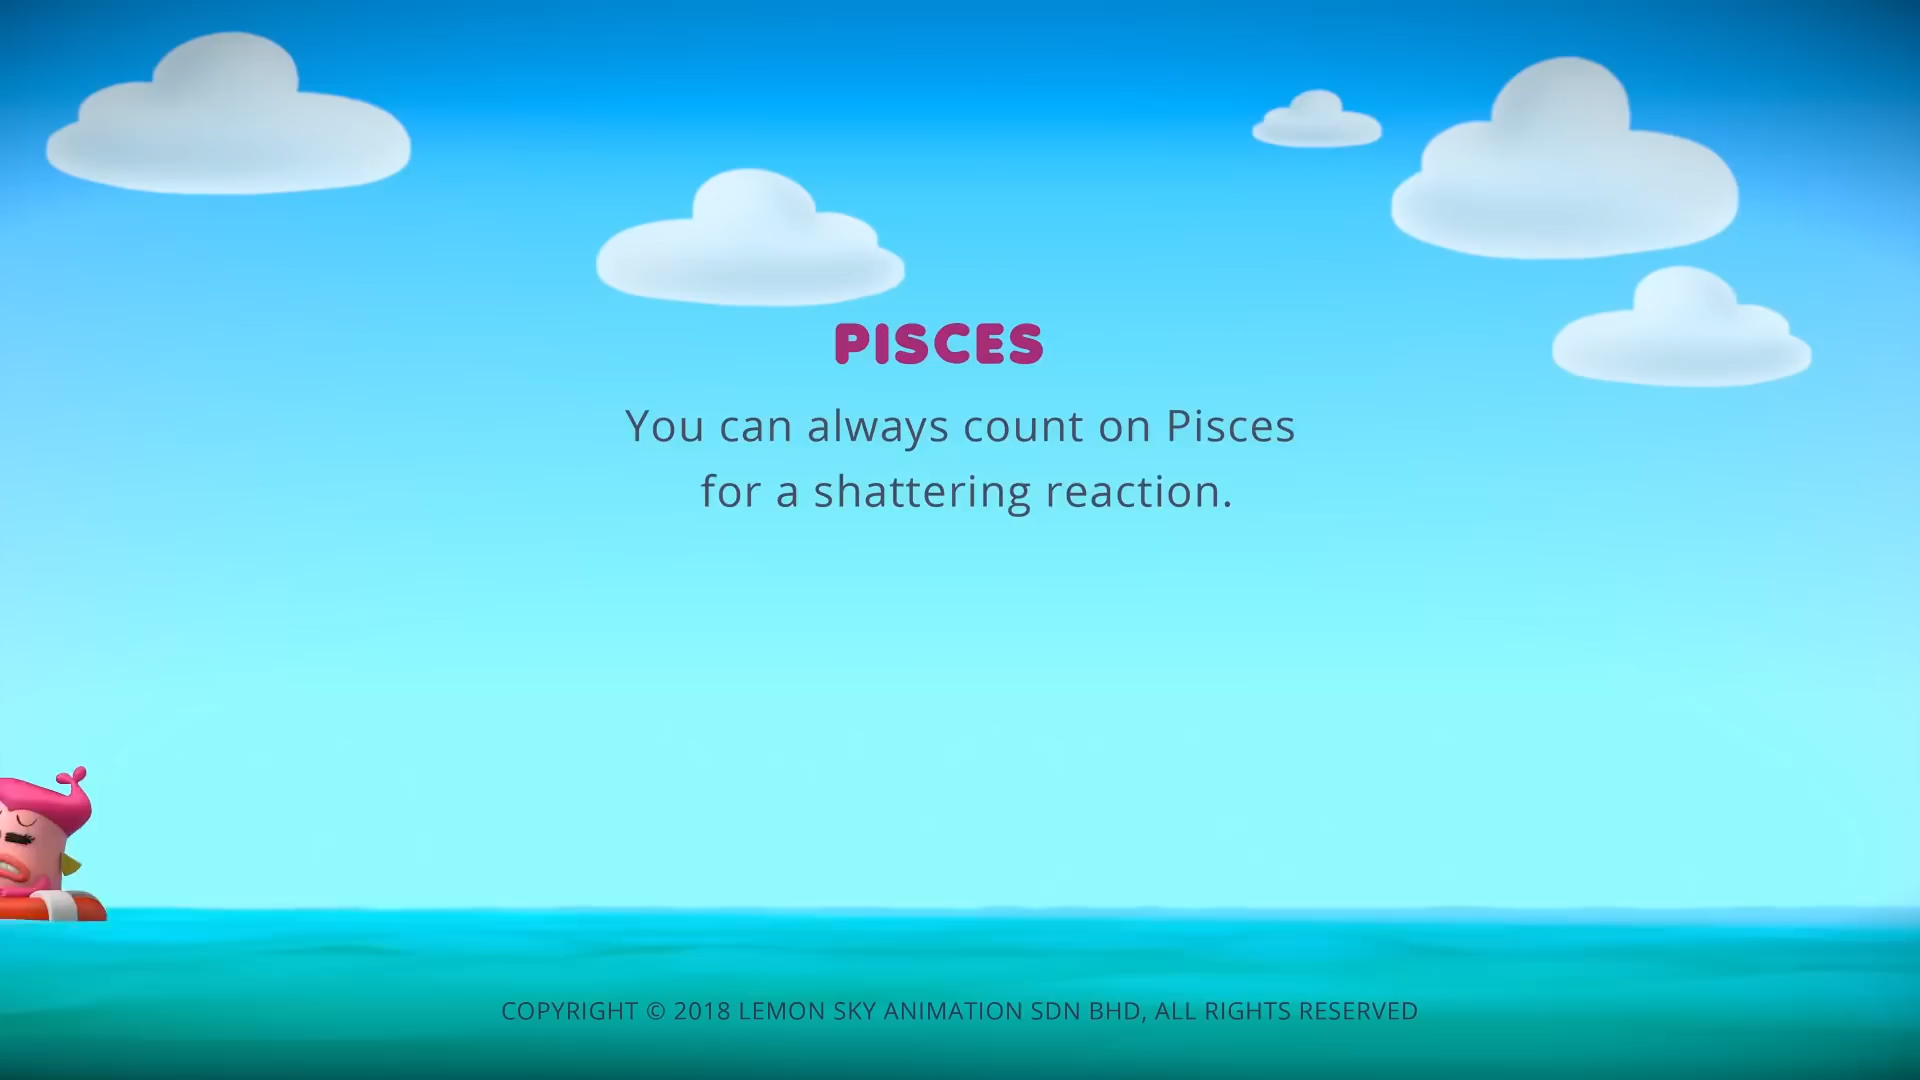 PISCES
You can always count on Pisces
for a shattering reaction.
COPYRIGHT © 2018 LEMON SKY ANIMATION SDN BHD, ALL RIGHTS RESERVED